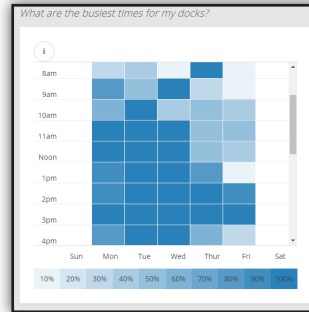 What are the busiest times for my docks?
i
8am
9am
10am
11am
Noon
1pm
2pm
3pm
4pm
Sun Mon Tue Wed Thur Fri Sat
10% 20% 30% 40% 50% 60% 70% 80% 90% 100%